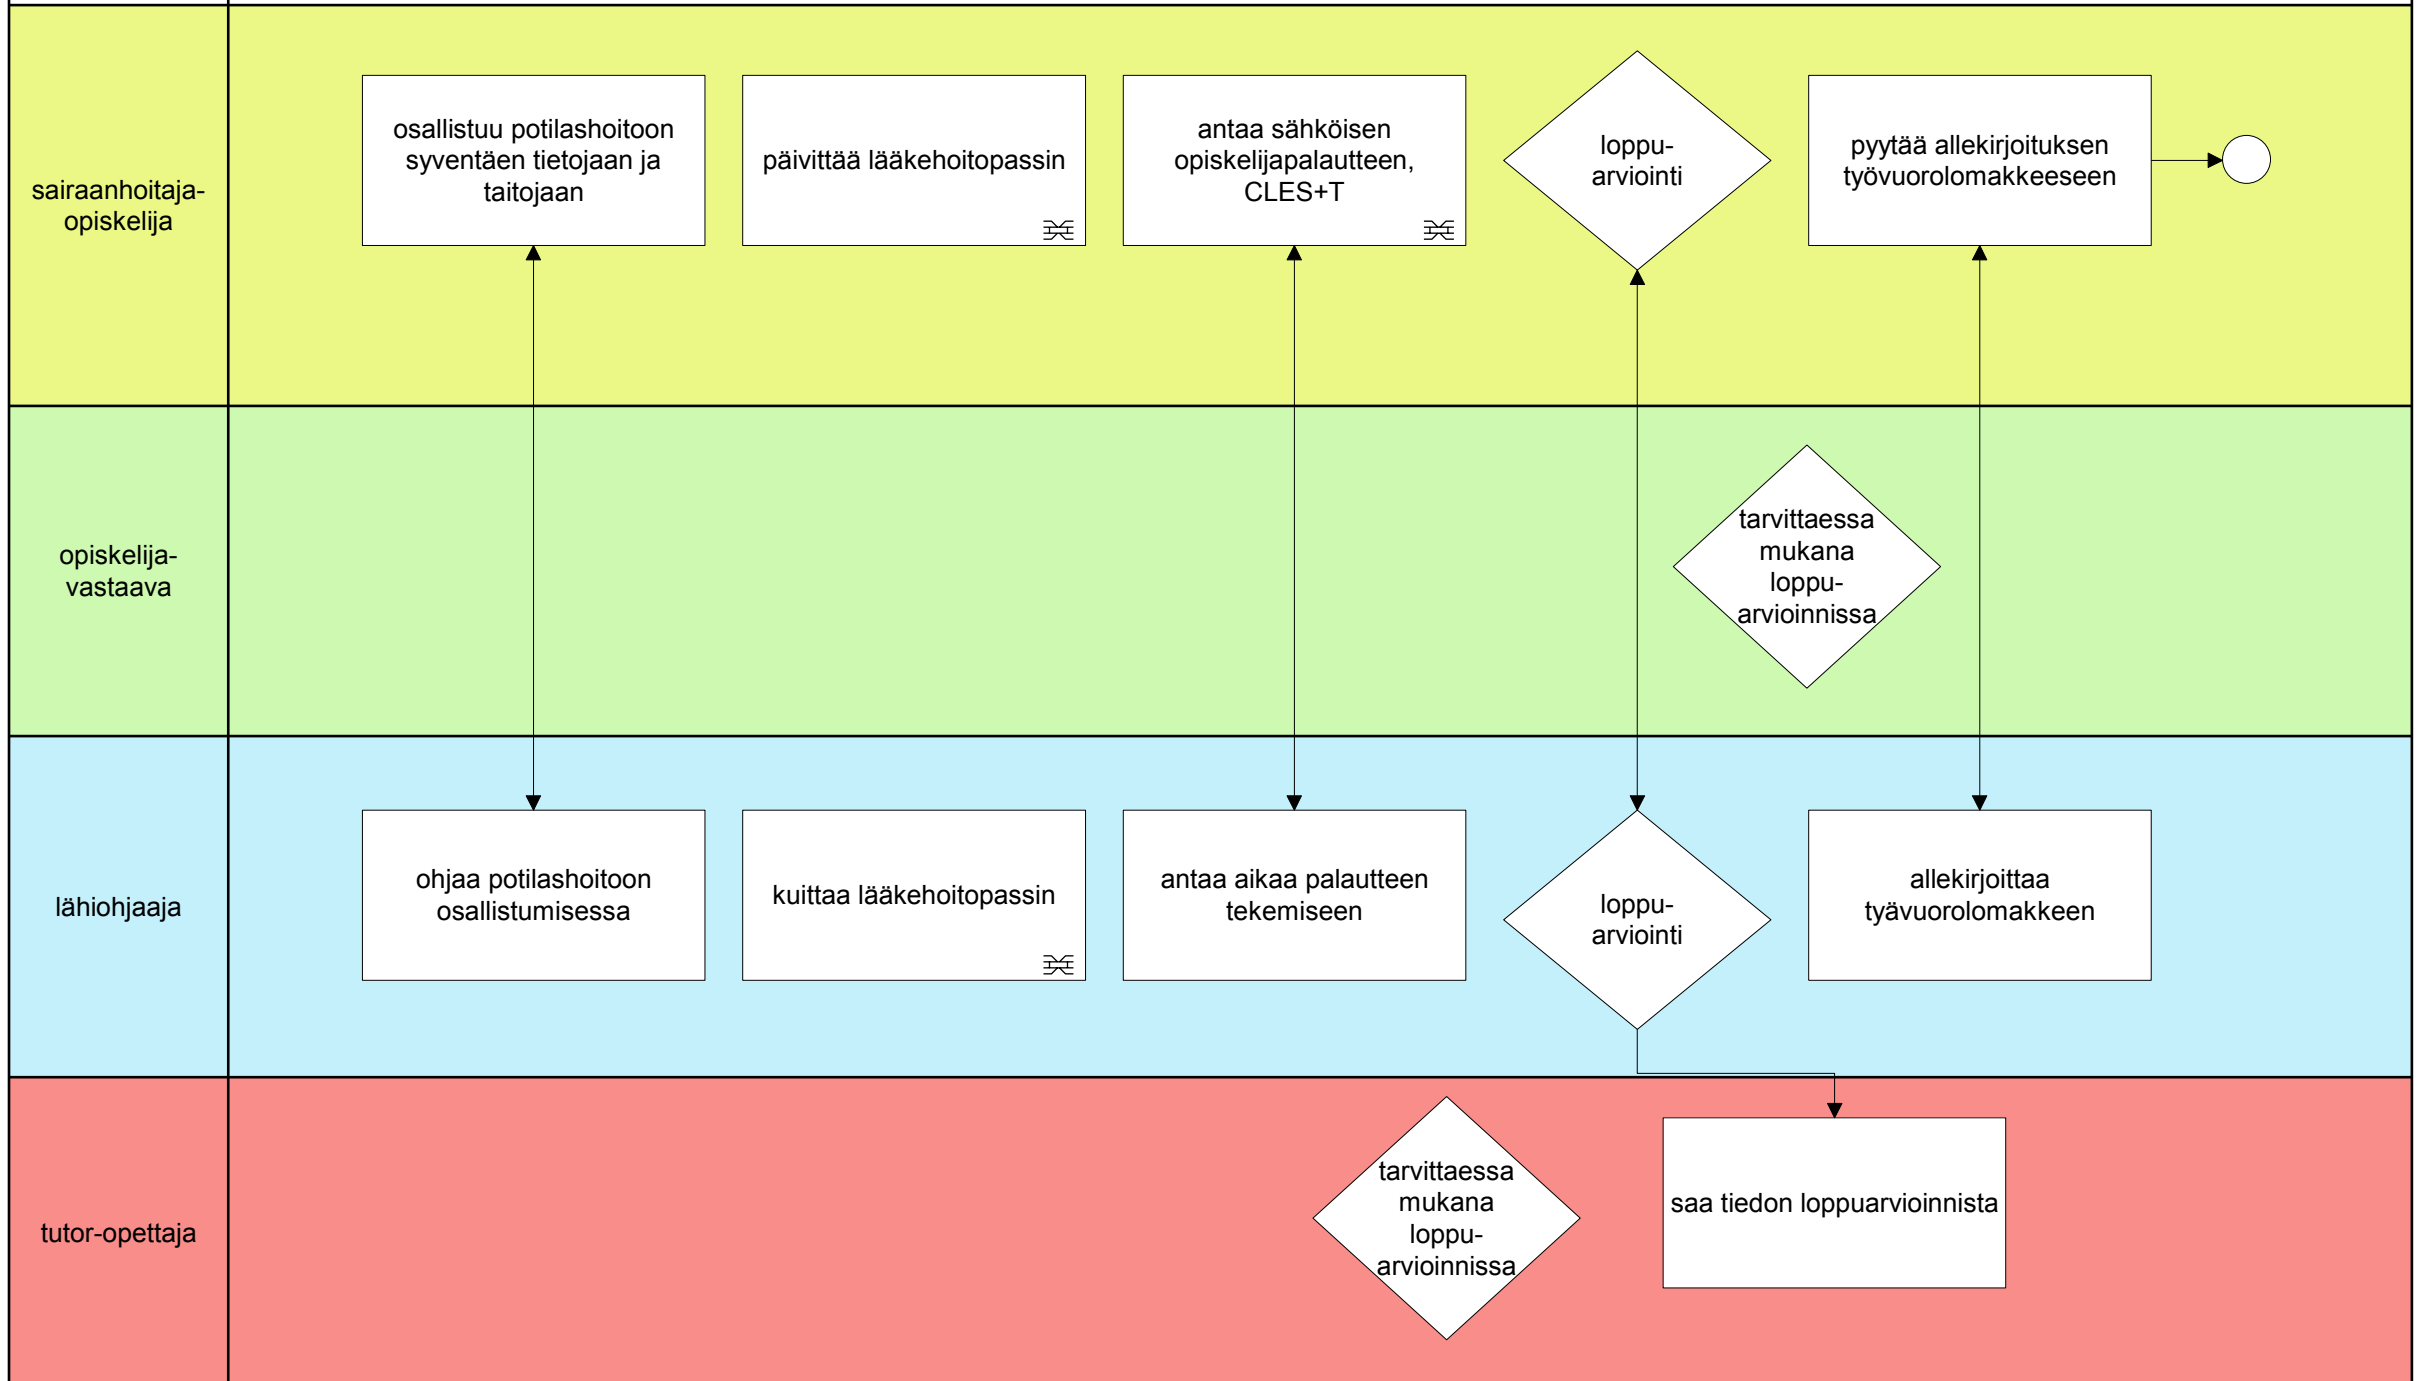 sairaanhoitaja-
opiskelija
osallistuu potilashoitoon
syventäen tietojaan ja
taitojaan
päivittää lääkehoitopassin
antaa sähköisen
opiskelijapalautteen,
CLES+T
loppu-
arviointi
pyytää allekirjoituksen
työvuorolomakkeeseen
opiskelija-
vastaava
tarvittaessa
mukana
loppu-
arvioinnissa
lähiohjaaja
ohjaa potilashoitoon
osallistumisessa
kuittaa lääkehoitopassin
antaa aikaa palautteen
tekemiseen
loppu-
arviointi
allekirjoittaa
tyävuorolomakkeen
tutor-opettaja
tarvittaessa
mukana
loppu-
arvioinnissa
saa tiedon loppuarvioinnista